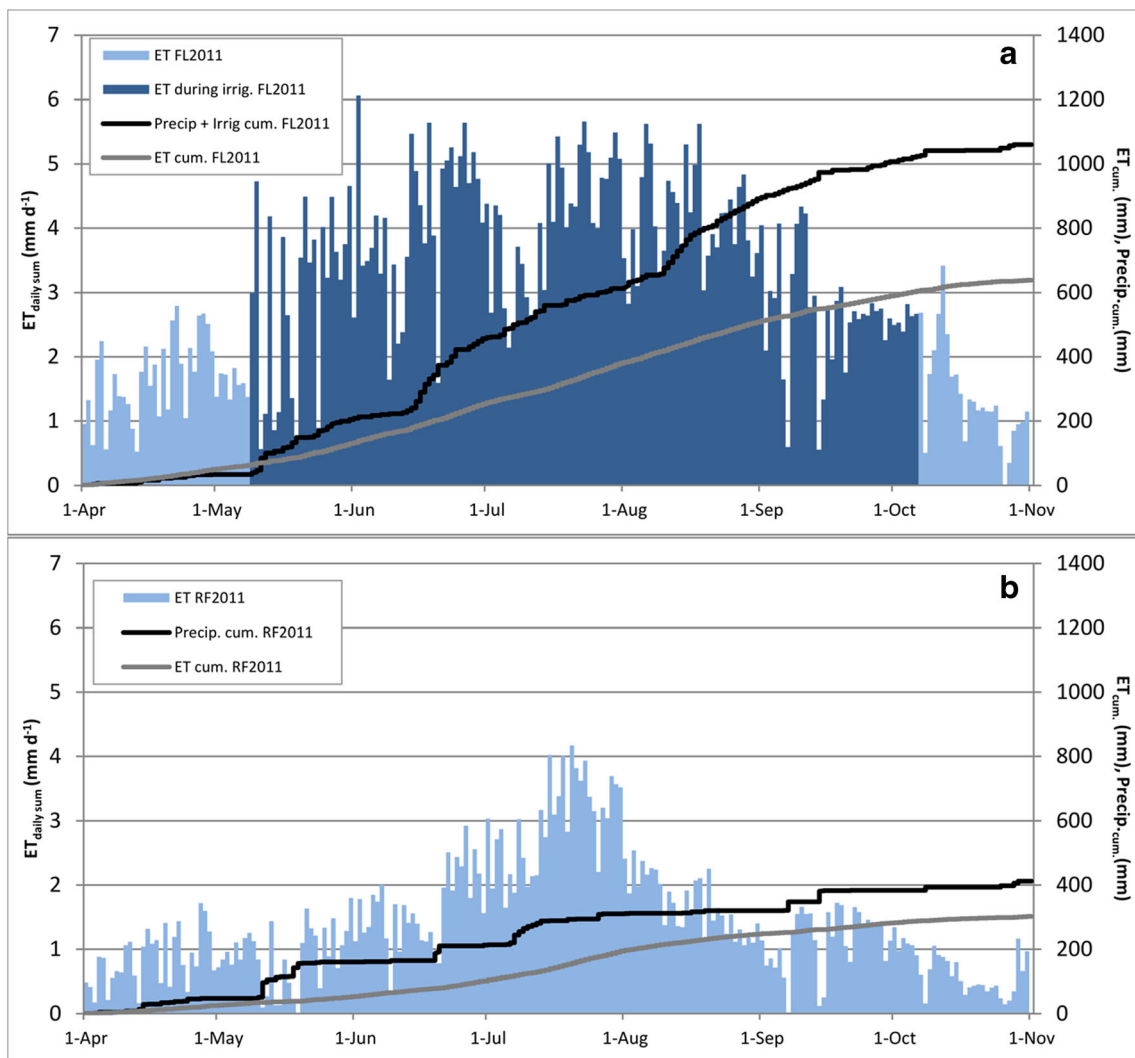 a
7
6
5
4
3
2
1
0
ET daily sum (mm d-1)
ET FL2011
ET during irrig. FL2011
Precip + Irrig cum. FL2011
ET cum. FL2011
1400
1200
1000
800
600
400
200
0
ET cum. (mm), Precip.cum. (mm)
1-Apr 1-May 1-Jun 1-Jul 1-Aug 1-Sep 1-Oct 1-Nov
b
7
6
5
4
3
2
1
0
ET daily sum (mm d-1)
ET RF2011
Precip. cum. RF2011
ET cum. RF2011
1400
1200
1000
800
600
400
200
0
ET cum. (mm), Precip.cum. (mm)
1-Apr 1-May 1-Jun 1-Jul 1-Aug 1-Sep 1-Oct 1-Nov